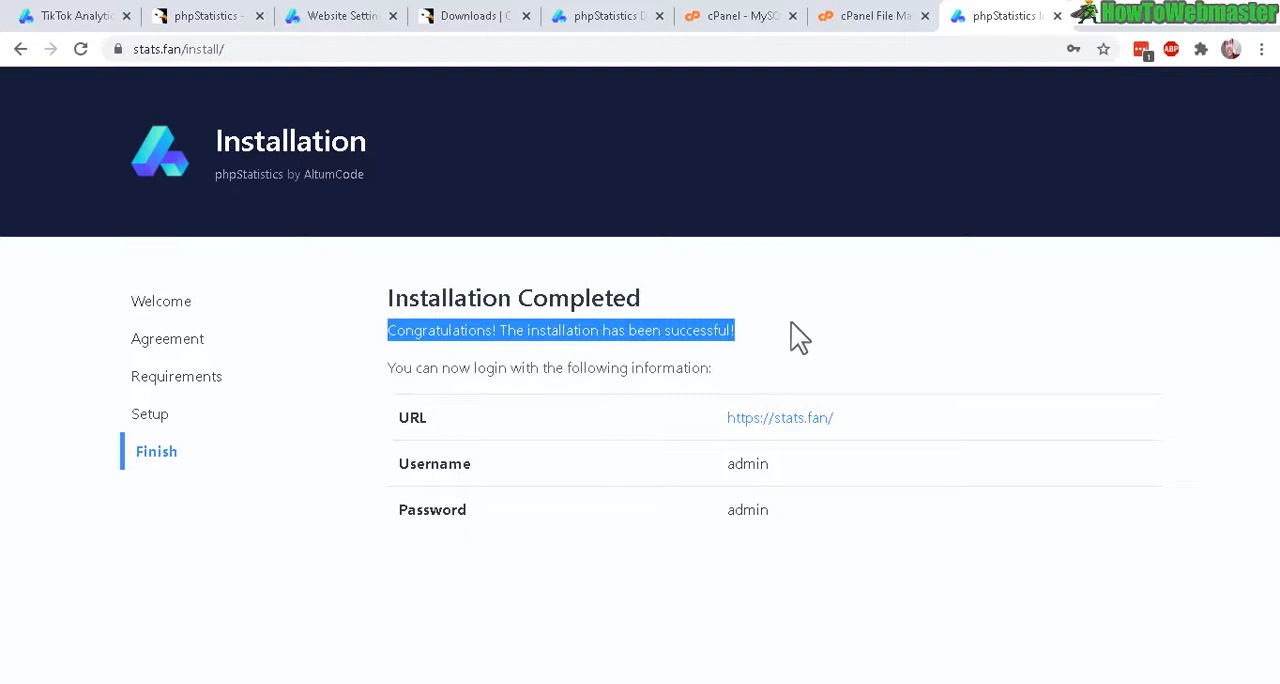 TikTok Analytic
phpStatistics -
Website Settin
Downloads |
phpStatistics D
cPanel - MySQ
cPanel File Ma
phpStatistics I
HowToWebmaster
stats.fan/install/
1
ABP
Installation
phpStatistics by AltumCode
Welcome
Agreement
Requirements
Setup
Finish
Installation Completed
Congratulations! The installation has been successful!
You can now login with the following information:
URL https://stats.fan/
Username admin
Password admin